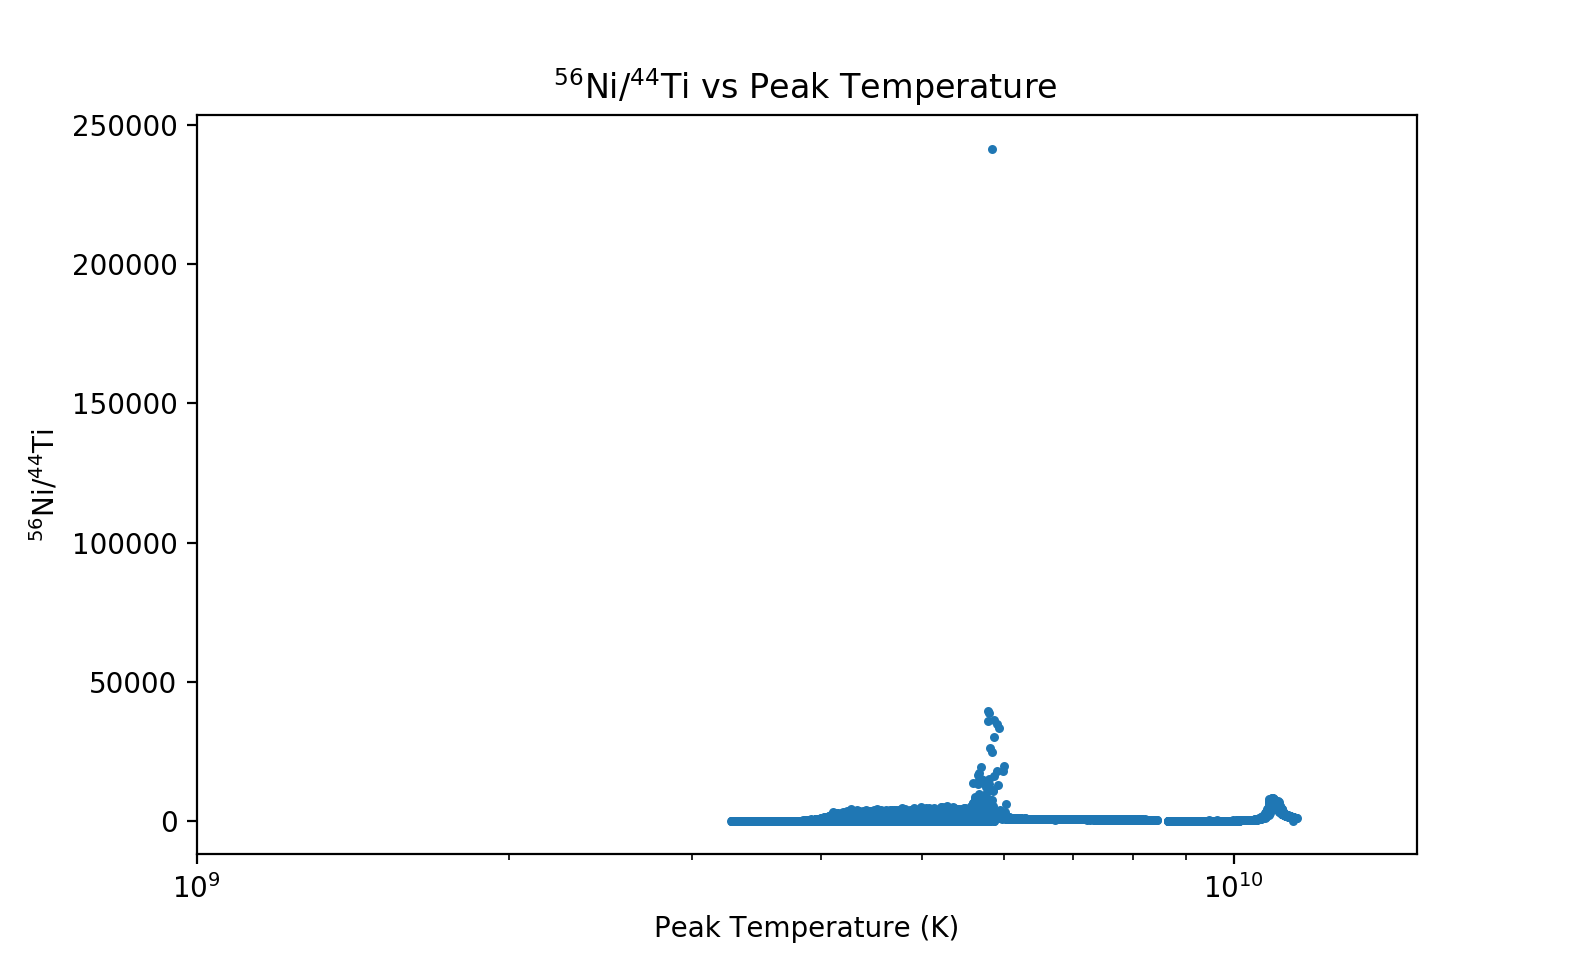 ⁵⁶Ni/⁴⁴Ti vs Peak Temperature
250000
200000
150000
100000
50000
0
⁵⁶Ni/⁴⁴Ti
10⁹
10¹⁰
Peak Temperature (K)